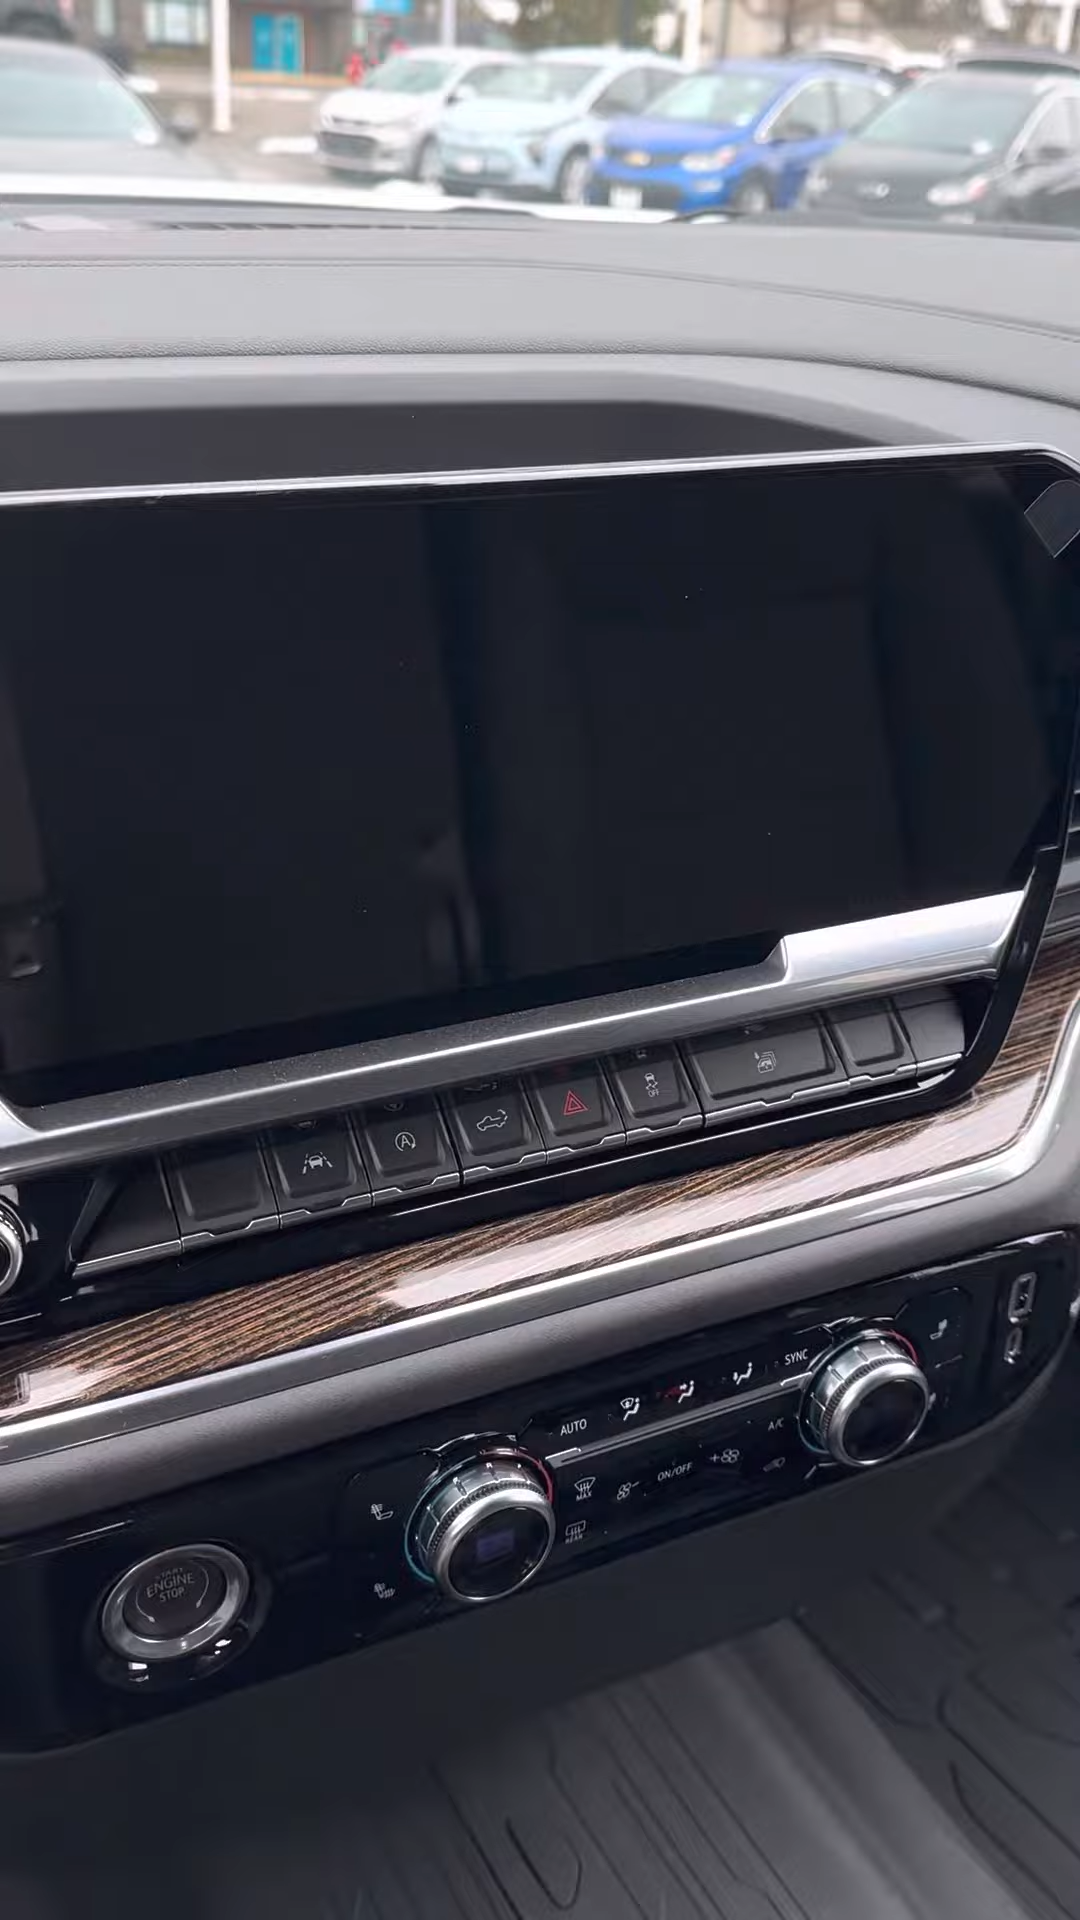 A
OFF
SYNC
AUTO
A/C
ON/OFF
MAX
REAR
START
ENGINE
STOP